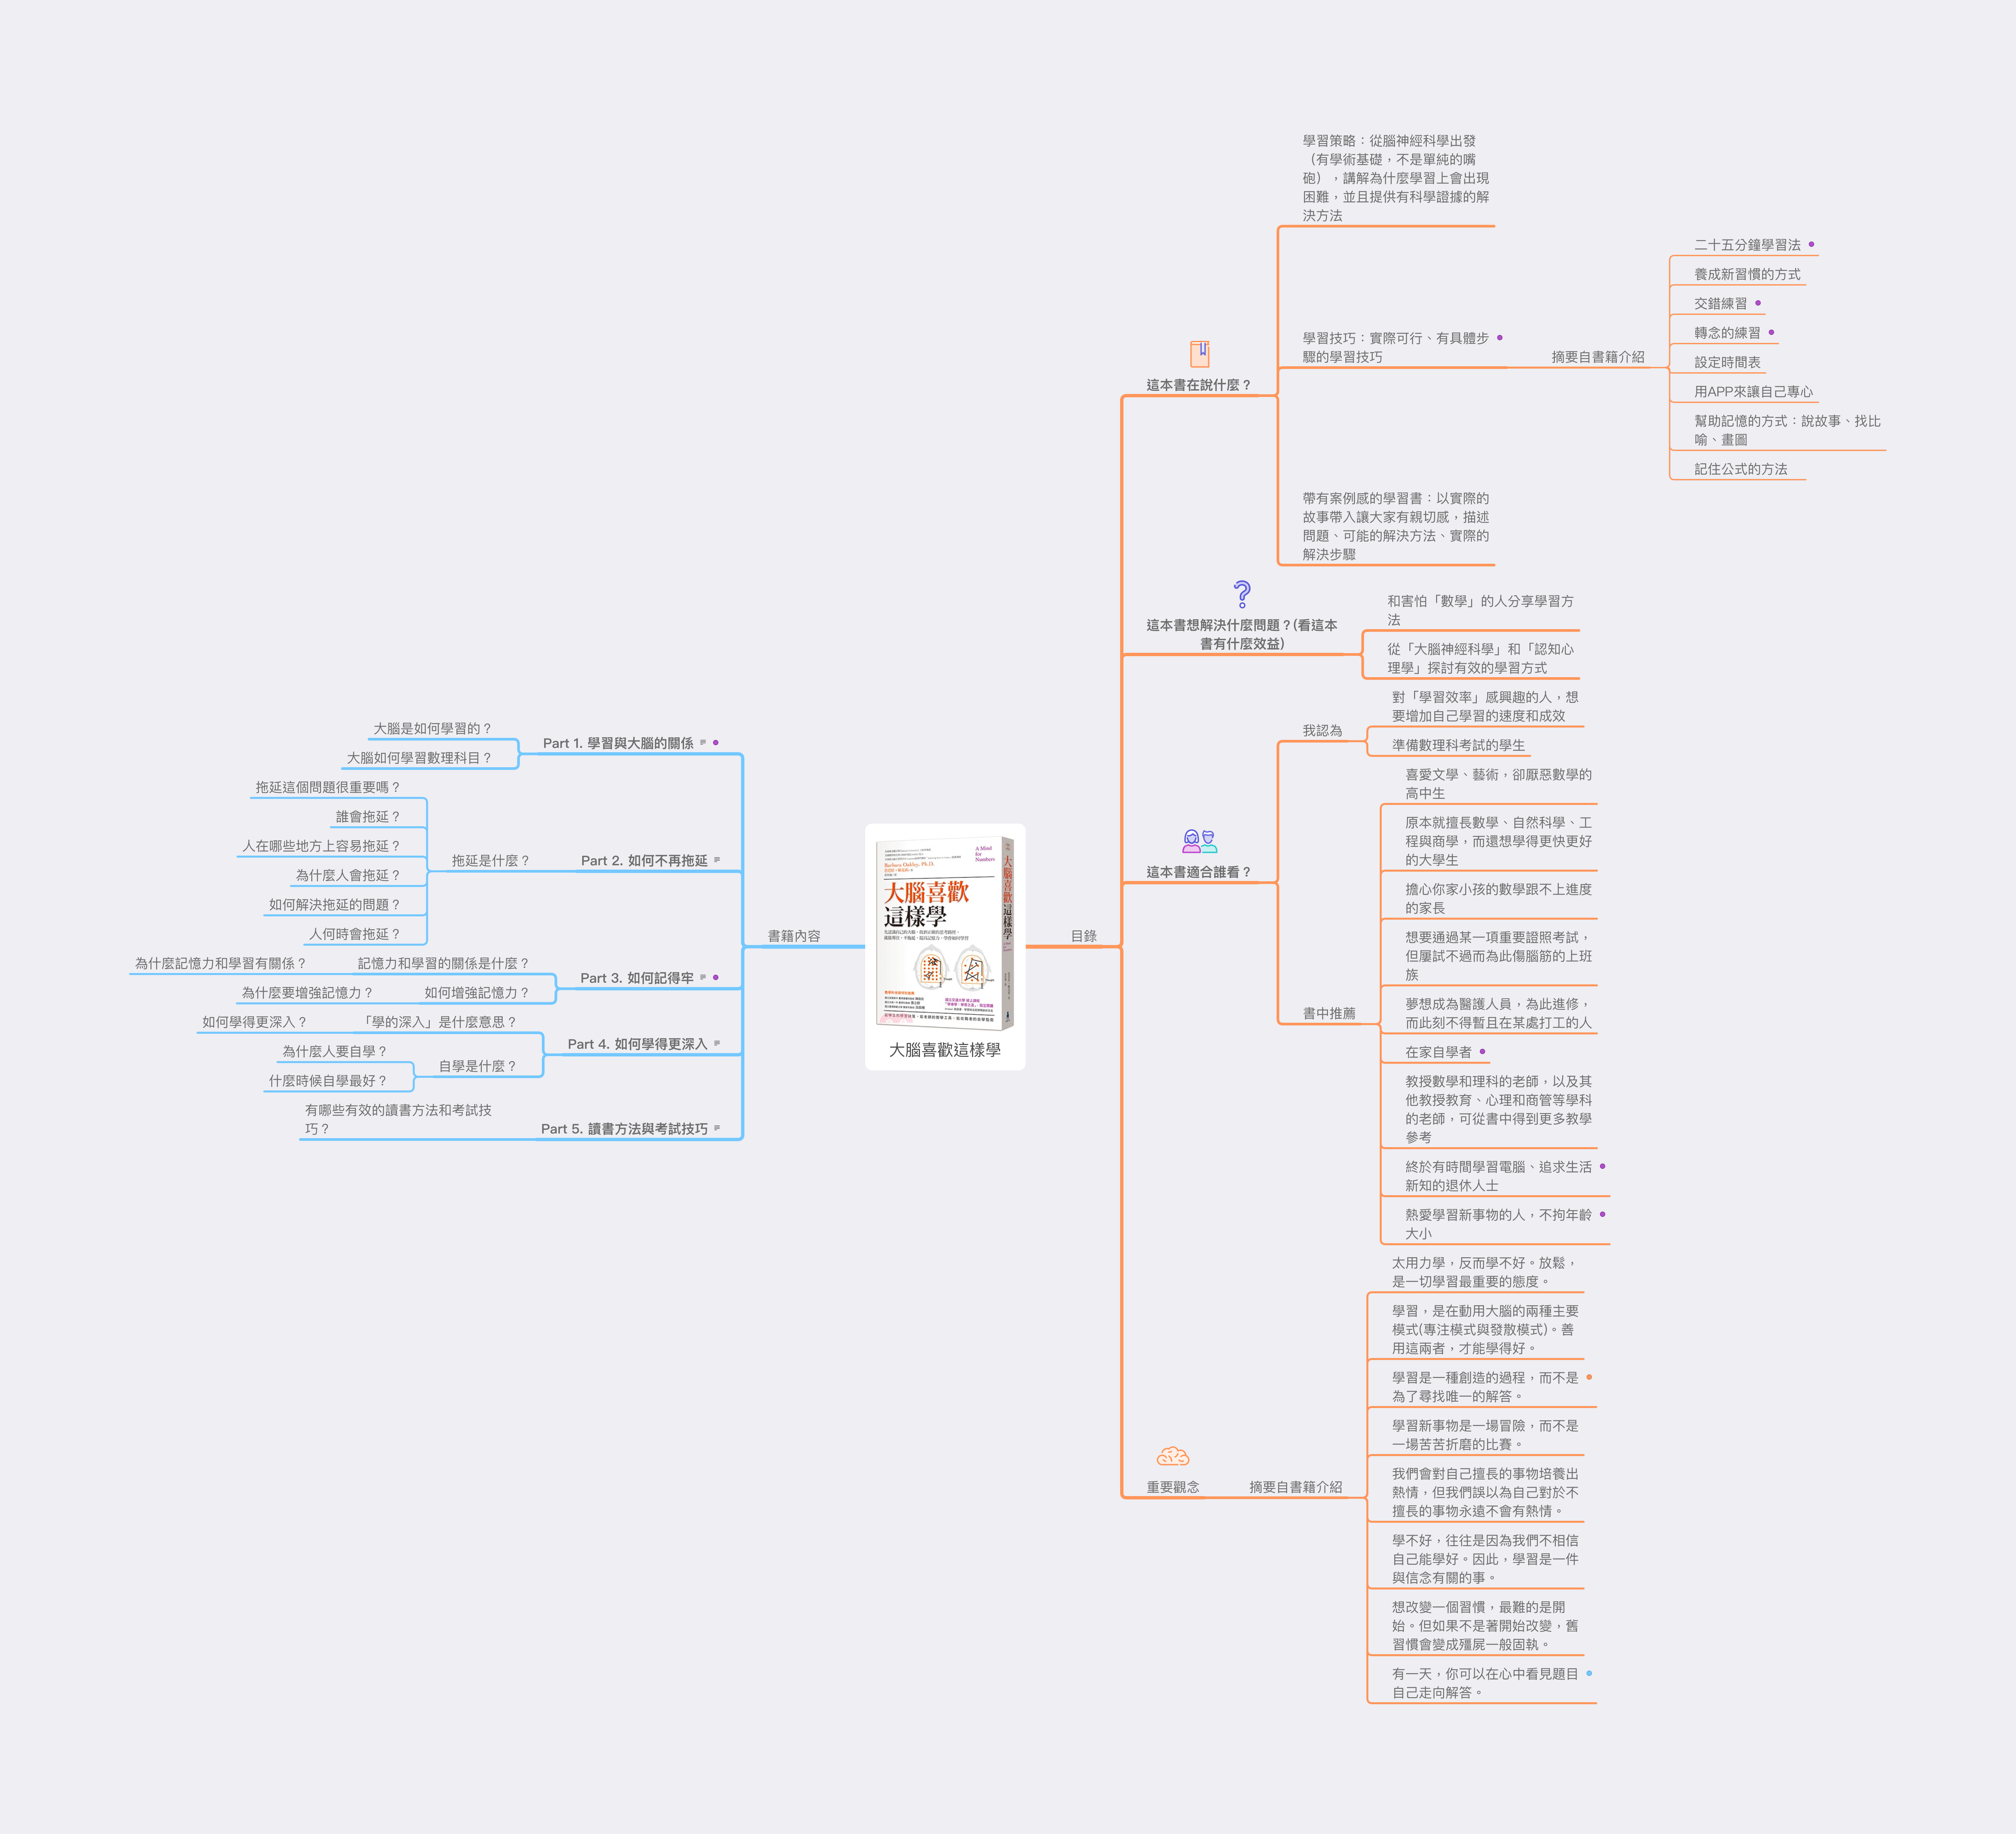 學習策略：從腦神經科學出發
（有學術基礎，不是單純的嘴
砲），講解為什麼學習上會出現
困難，並且提供有科學證據的解
決方法
二十五分鐘學習法
養成新習慣的方式
交錯練習
轉念的練習
學習技巧：實際可行、有具體步
驟的學習技巧
摘要自書籍介紹
設定時間表
用APP來讓自己專心
幫助記憶的方式：說故事、找比
喻、畫圖
記住公式的方法
這本書在說什麼？
帶有案例感的學習書：以實際的
故事帶入讓大家有親切感，描述
問題、可能的解決方法、實際的
解決步驟
這本書想解決什麼問題？(看這本
書有什麼效益)
和害怕「數學」的人分享學習方
法
從「大腦神經科學」和「認知心
理學」探討有效的學習方式
這本書適合誰看？
我認為
對「學習效率」感興趣的人，想
要增加自己學習的速度和成效
準備數理科考試的學生
書中推薦
喜愛文學、藝術，卻厭惡數學的
高中生
原本就擅長數學、自然科學、工
程與商學，而還想學得更快更好
的大學生
擔心你家小孩的數學跟不上進度
的家長
想要通過某一項重要證照考試，
但屢試不過而為此傷腦筋的上班
族
夢想成為醫護人員，為此進修，
而此刻不得暫且在某處打工的人
在家自學者
教授數學和理科的老師，以及其
他教授教育、心理和商管等學科
的老師，可從書中得到更多教學
參考
終於有時間學習電腦、追求生活
新知的退休人士
熱愛學習新事物的人，不拘年齡
大小
重要觀念
摘要自書籍介紹
太用力學，反而學不好。放鬆，
是一切學習最重要的態度。
學習，是在動用大腦的兩種主要
模式(專注模式與發散模式)。善
用這兩者，才能學得好。
學習是一種創造的過程，而不是
為了尋找唯一的解答。
學習新事物是一場冒險，而不是
一場苦苦折磨的比賽。
我們會對自己擅長的事物培養出
熱情，但我們誤以為自己對於不
擅長的事物永遠不會有熱情。
學不好，往往是因為我們不相信
自己能學好。因此，學習是一件
與信念有關的事。
想改變一個習慣，最難的是開
始。但如果不是著開始改變，舊
習慣會變成殭屍一般固執。
有一天，你可以在心中看見題目
自己走向解答。
目錄
A Mind
for
Numbers
Barbara Oakley, Ph.D.
大腦喜歡
這樣學
大腦喜歡這樣學
大腦喜歡這樣學
書籍內容
Part 1. 學習與大腦的關係
大腦是如何學習的？
大腦如何學習數理科目？
Part 2. 如何不再拖延
拖延是什麼？
拖延這個問題很重要嗎？
誰會拖延？
人在哪些地方上容易拖延？
為什麼人會拖延？
如何解決拖延的問題？
人何時會拖延？
Part 3. 如何記得牢
記憶力和學習的關係是什麼？
為什麼記憶力和學習有關係？
如何增強記憶力？
為什麼要增強記憶力？
Part 4. 如何學得更深入
「學的深入」是什麼意思？
如何學得更深入？
自學是什麼？
為什麼人要自學？
什麼時候自學最好？
Part 5. 讀書方法與考試技巧
有哪些有效的讀書方法和考試技
巧？